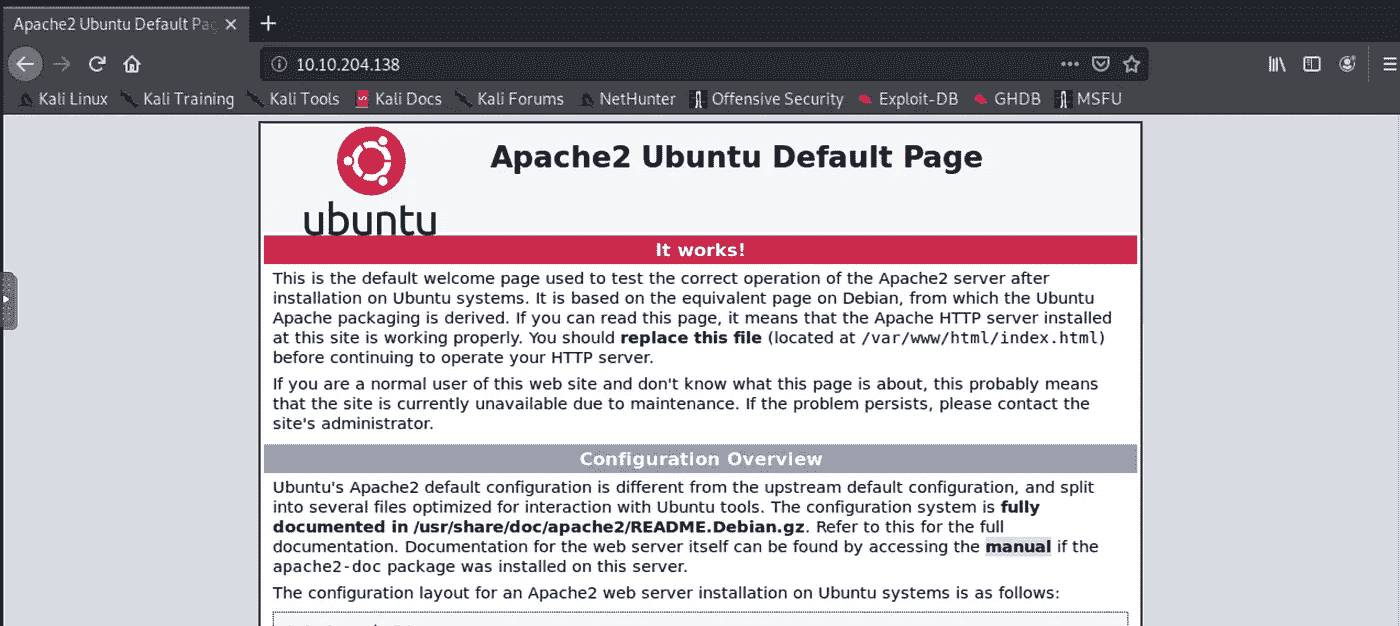 Apache2 Ubuntu Default Pag
10.10.204.138
Kali Linux Kali Training Kali Tools Kali Docs Kali Forums NetHunter Offensive Security Exploit-DB GHDB MSFU
ubuntu
Apache2 Ubuntu Default Page
It works!
This is the default welcome page used to test the correct operation of the Apache2 server after
installation on Ubuntu systems. It is based on the equivalent page on Debian, from which the Ubuntu
Apache packaging is derived. If you can read this page, it means that the Apache HTTP server installed
at this site is working properly. You should replace this file (located at /var/www/html/index.html)
before continuing to operate your HTTP server.
If you are a normal user of this web site and don't know what this page is about, this probably means
that the site is currently unavailable due to maintenance. If the problem persists, please contact the
site's administrator.
Configuration Overview
Ubuntu's Apache2 default configuration is different from the upstream default configuration, and split
into several files optimized for interaction with Ubuntu tools. The configuration system is fully
documented in /usr/share/doc/apache2/README.Debian.gz. Refer to this for the full
documentation. Documentation for the web server itself can be found by accessing the manual if the
apache2-doc package was installed on this server.
The configuration layout for an Apache2 web server installation on Ubuntu systems is as follows: